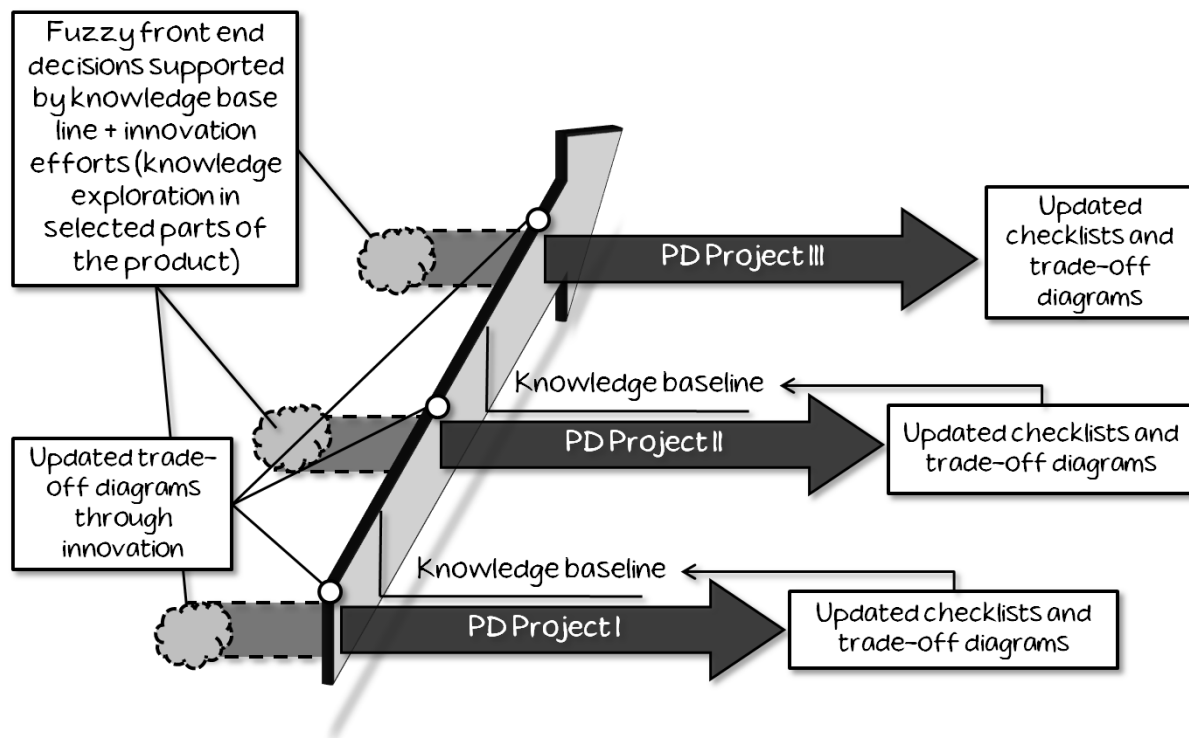 Fuzzy front end
decisions supported
by knowledge base
line + innovation
efforts (knowledge
exploration in
selected parts of
the product)
PD Project III
Updated
checklists and
trade-off
diagrams
Knowledge baseline
PD Project II
Updated checklists and
trade-off diagrams
Updated trade-
off diagrams
through
innovation
Knowledge baseline
PD Project I
Updated checklists and
trade-off diagrams